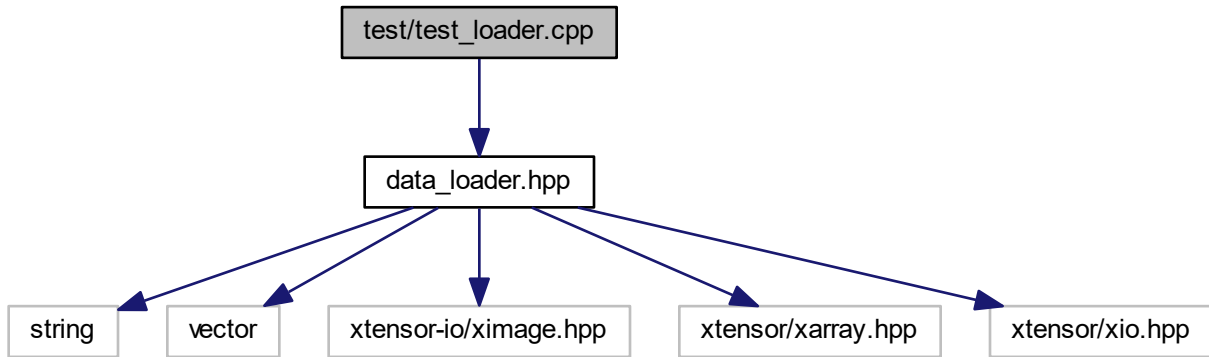 test/test_loader.cpp
data_loader.hpp
string
vector
xtensor-io/ximage.hpp
xtensor/xarray.hpp
xtensor/xio.hpp